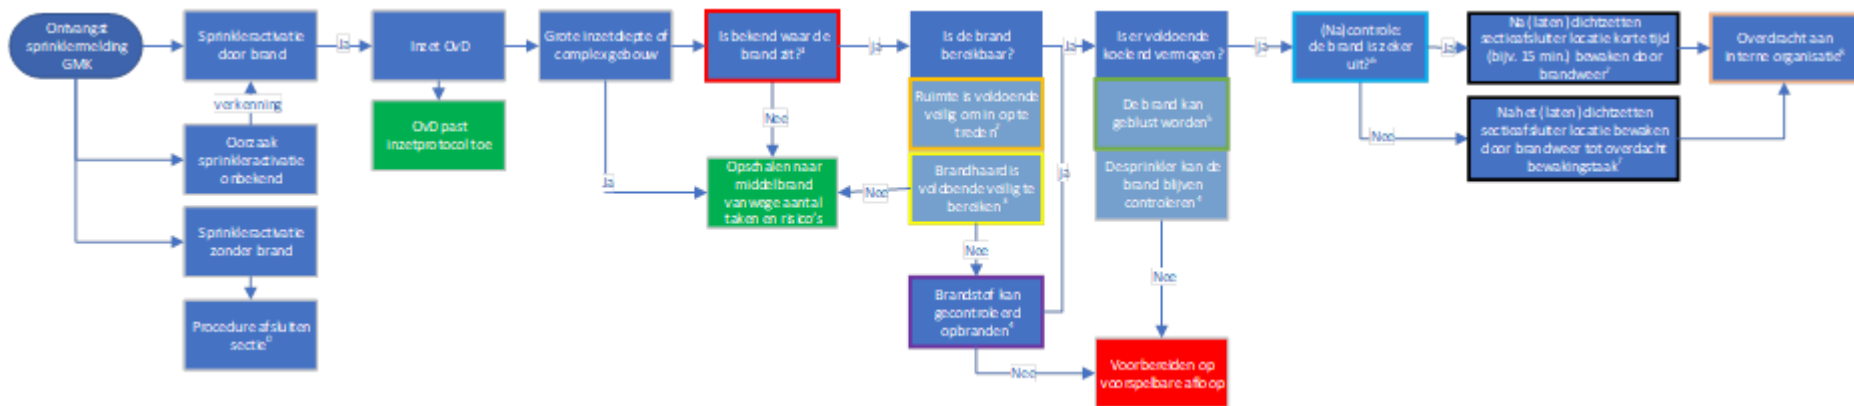 Ontvangst
sprinklermelding
GMK
Sprinkleractivatie
door brand
Ja
Inzet OvD
Grote inzetdiepte of
complex gebouw
Is bekend waar de
brand zit?
Ja
Is de brand
bereikbaar?
Ja
Is er voldoende
koelend vermogen?
Ja
(Na)controle:
de brand is zeker
uit?
Ja
Na (laten) dichtzetten
sectieafsluiter locatie korte tijd
(bijv. 15 min.) bewaken door
brandweer
Overdracht aan
interne organisatie
verkenning
OvD past
inzetprotocol toe
Nee
Ruimte is voldoende
veilig om in op te
treden
De brand kan
geblust worden
Nee
Na het (laten) dichtzetten
sectieafsluiter locatie bewaken
door brandweer tot overdacht
bewakingstaak
Oorzaak
sprinkleractivatie
onbekend
Ja
Opschalen naar
middelbrand
vanwege aantal
taken en risico's
Nee
Brandhaard is
voldoende veilig te
bereiken
Ja
De sprinkler kan de
brand blijven
controleren
Sprinkleractivatie
zonder brand
Nee
Nee
Brandstof kan
gecontroleerd
opbranden
Procedure afsluiten
sectie
Nee
Voorbereiden op
voorspelbare afloop